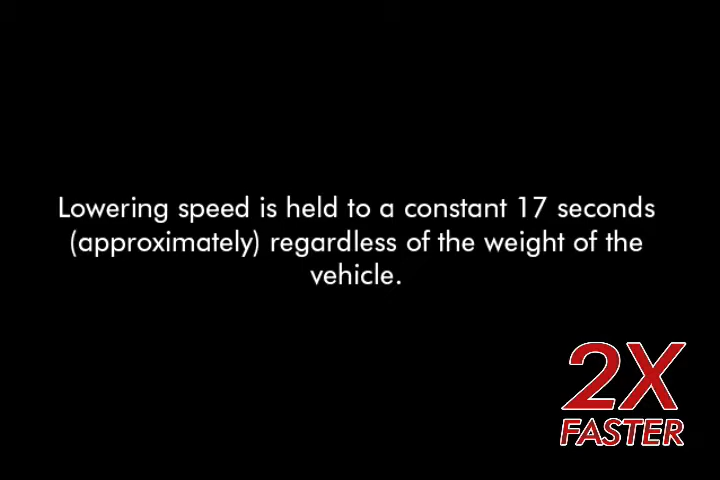 Lowering speed is held to a constant 17 seconds
(approximately) regardless of the weight of the
vehicle.
2X
FASTER